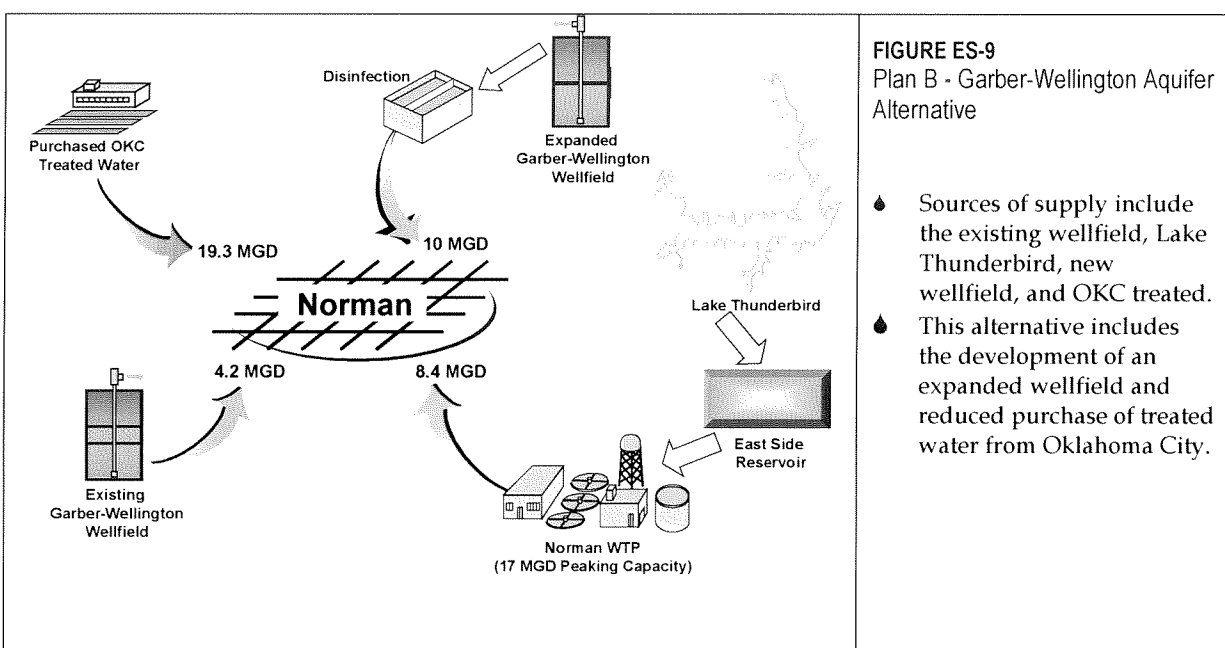 Purchased OKC
Treated Water
Disinfection
Expanded
Garber-Wellington
Wellfield
19.3 MGD
10 MGD
Norman
Lake Thunderbird
4.2 MGD
8.4 MGD
East Side
Reservoir
Existing
Garber-Wellington
Wellfield
Norman WTP
(17 MGD Peaking Capacity)
FIGURE ES-9
Plan B - Garber-Wellington Aquifer
Alternative
Sources of supply include
the existing wellfield, Lake
Thunderbird, new
wellfield, and OKC treated.
This alternative includes
the development of an
expanded wellfield and
reduced purchase of treated
water from Oklahoma City.